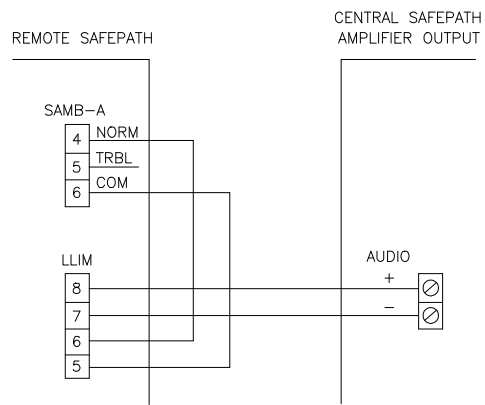 CENTRAL SAFEPATH
REMOTE SAFEPATH
AMPLIFIER OUTPUT
SAMB-A
4 NORM
5 TRBL
6 COM
LLIM
AUDIO
8 +
7 -
6
5